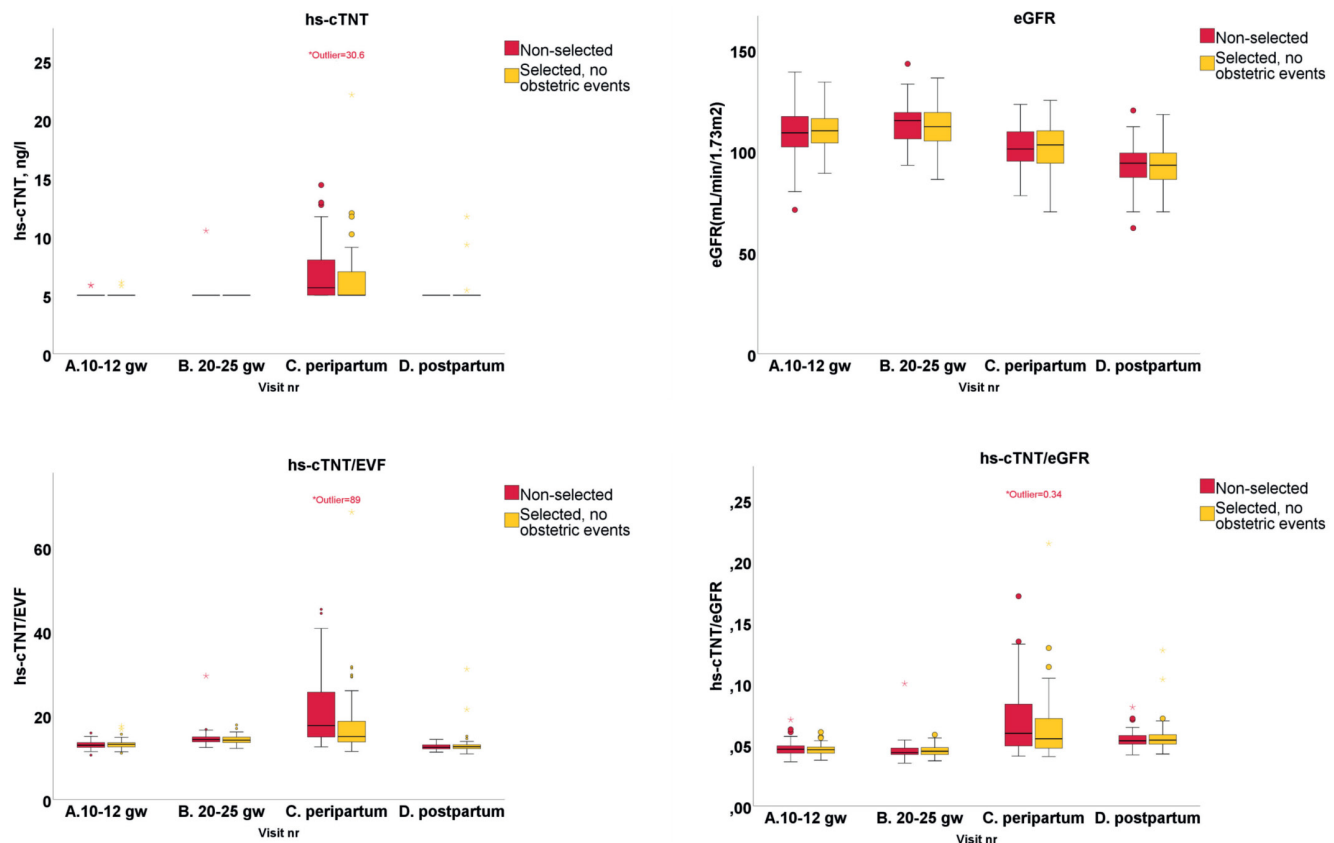 hs-cTNT
*Outlier=30.6
Non-selected
Selected, no
obstetric events
hs-cTNT, ng/l
25
20
15
10
5
0
A.10-12 gw B. 20-25 gw C. peripartum D. postpartum
Visit nr
eGFR
Non-selected
Selected, no
obstetric events
eGFR(mL/min/1.73m2)
150
100
50
0
A.10-12 gw B. 20-25 gw C. peripartum D. postpartum
Visit nr
hs-cTNT/EVF
*Outlier=89
Non-selected
Selected, no
obstetric events
hs-cTNT/EVF
60
40
20
0
A.10-12 gw B. 20-25 gw C. peripartum D. postpartum
Visit nr
hs-cTNT/eGFR
*Outlier=0.34
Non-selected
Selected, no
obstetric events
hs-cTNT/eGFR
,25
,20
,15
,10
,05
,00
A.10-12 gw B. 20-25 gw C. peripartum D. postpartum
Visit nr